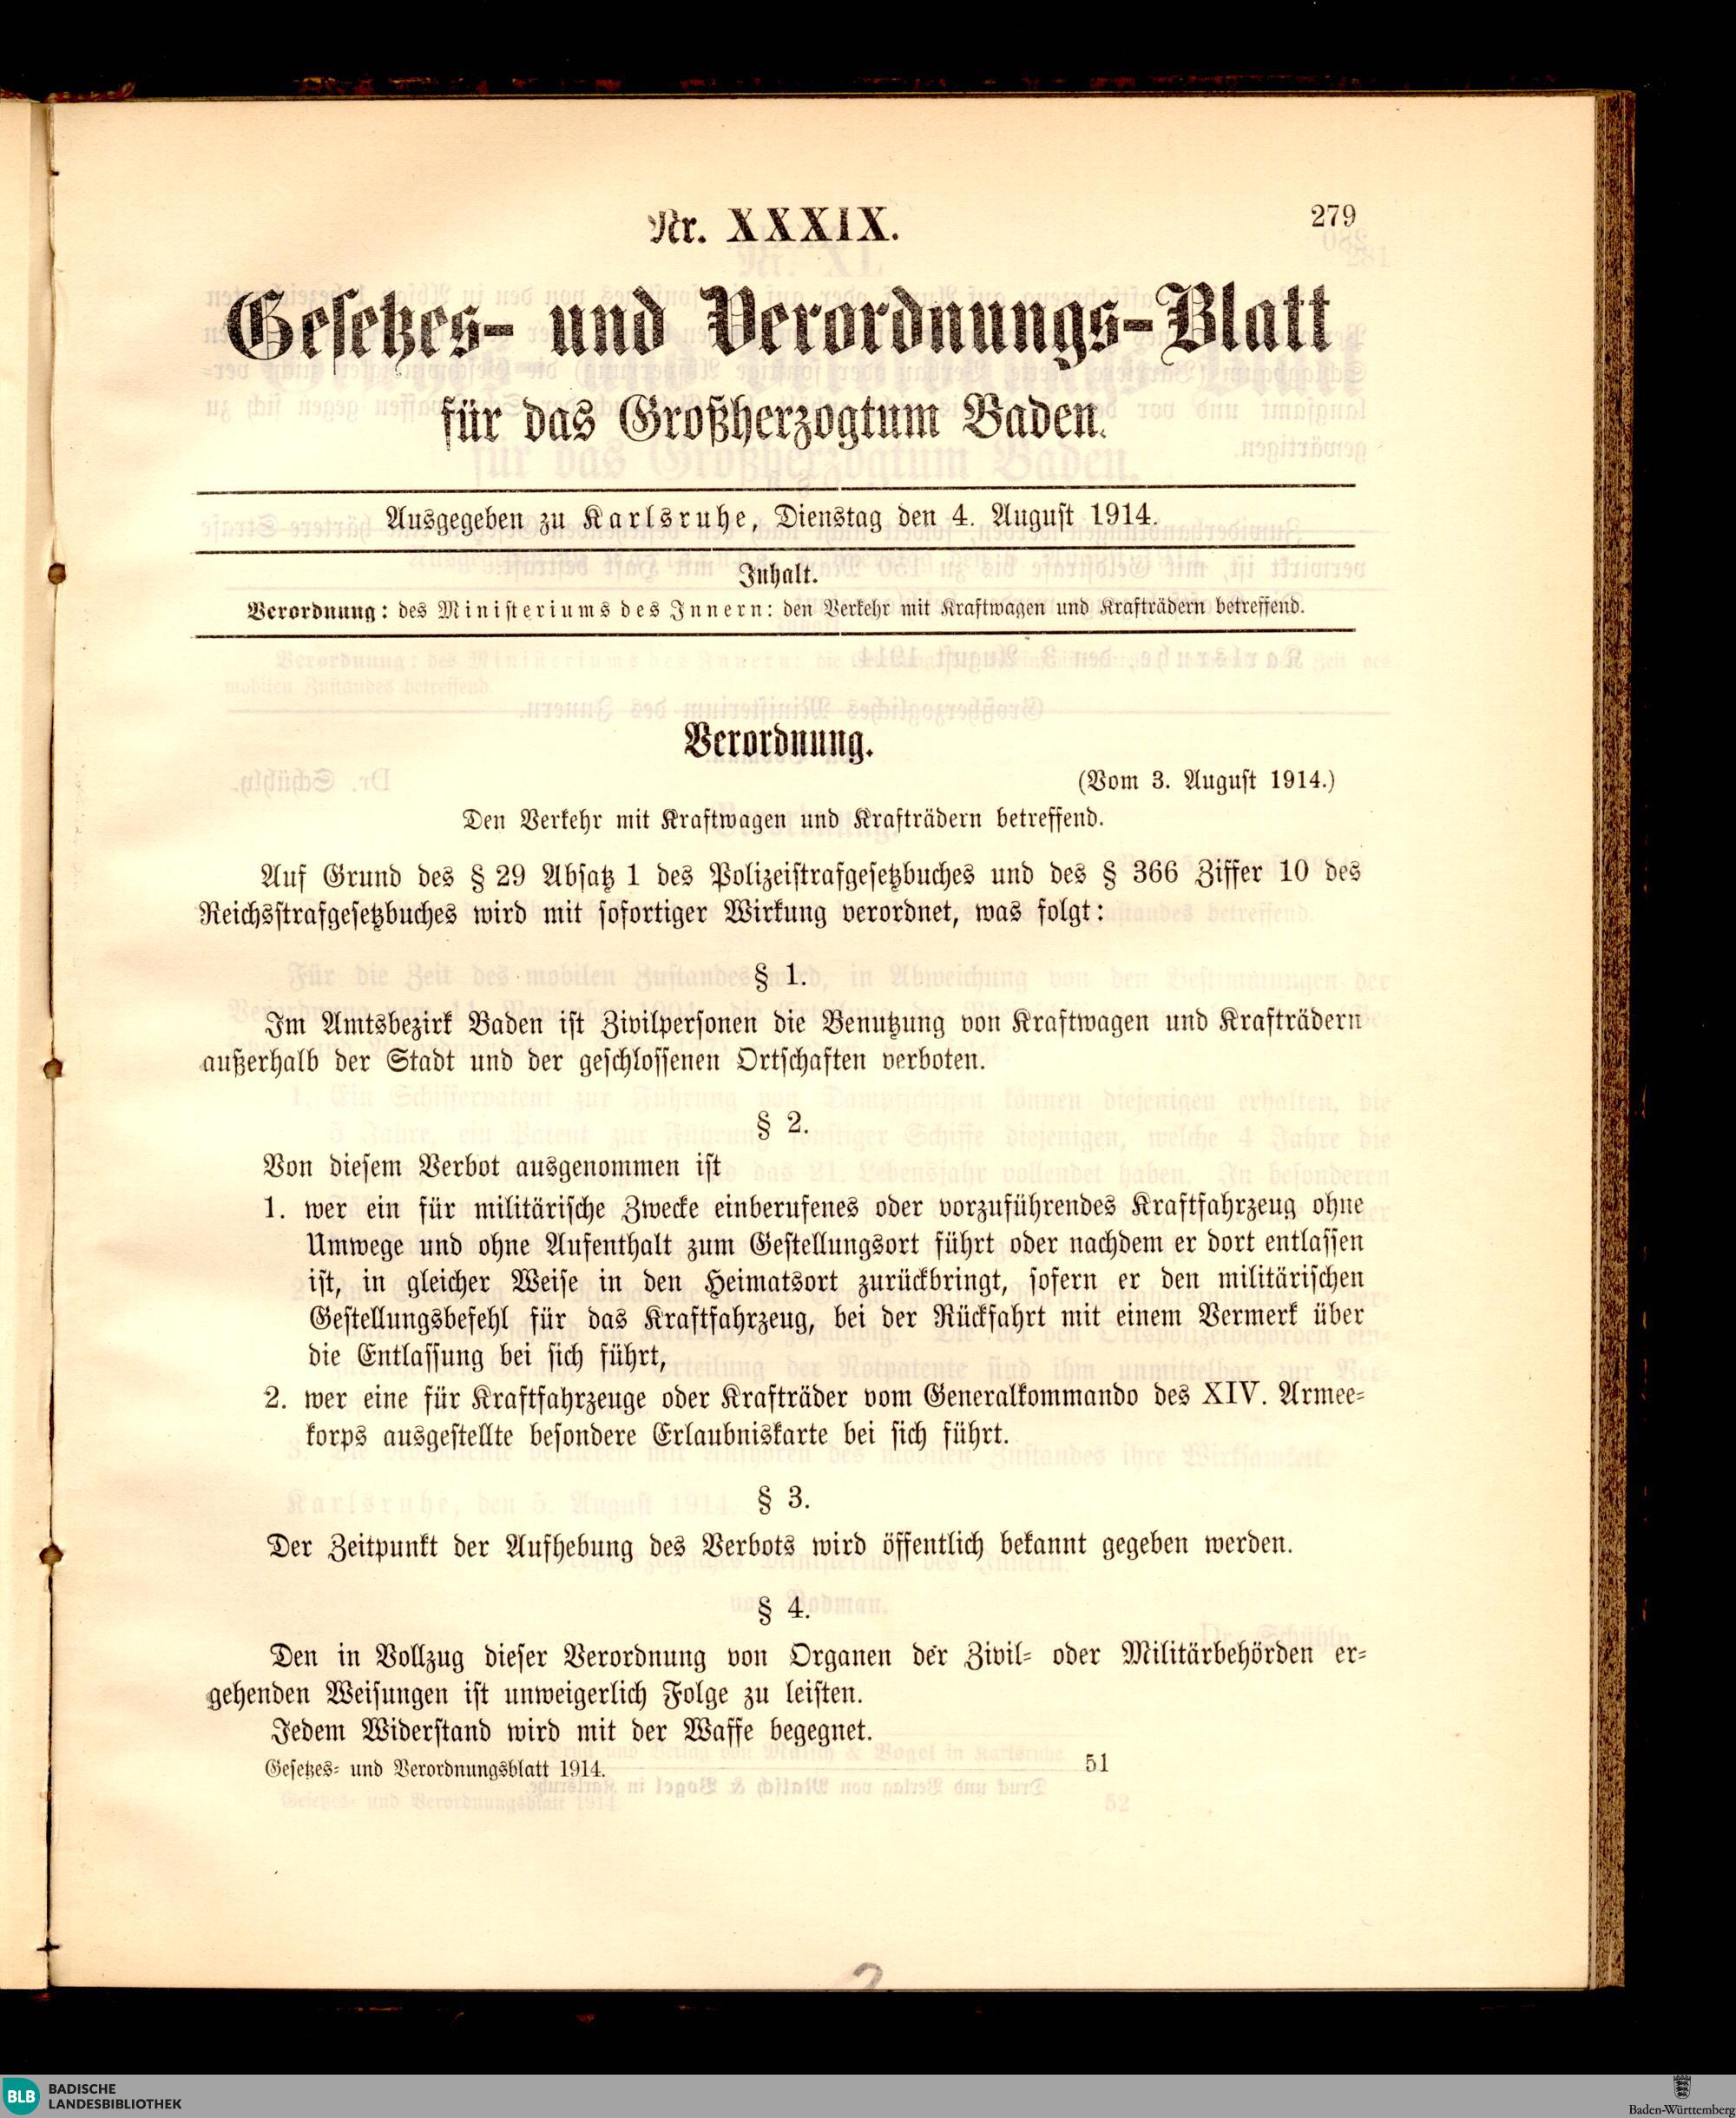 Nr. XXXIX.
279
Gesetzes- und Verordnungs-Blatt
für das Großherzogtum Baden.
Ausgegeben zu Karlsruhe, Dienstag den 4. August 1914.
Inhalt.
Verordnung: des Ministeriums des Innern: den Verkehr mit Kraftwagen und Krafträdern betreffend.
Verordnung.
(Vom 3. August 1914.)
Den Verkehr mit Kraftwagen und Krafträdern betreffend.
Auf Grund des § 29 Absatz 1 des Polizeistrafgesetzbuches und des § 366 Ziffer 10 des
Reichsstrafgesetzbuches wird mit sofortiger Wirkung verordnet, was folgt:
§ 1.
Im Amtsbezirk Baden ist Zivilpersonen die Benutzung von Kraftwagen und Krafträdern
außerhalb der Stadt und der geschlossenen Ortschaften verboten.
§ 2.
Von diesem Verbot ausgenommen ist
1. wer ein für militärische Zwecke einberufenes oder vorzuführendes Kraftfahrzeug ohne
Umwege und ohne Aufenthalt zum Gestellungsort führt oder nachdem er dort entlassen
ist, in gleicher Weise in den Heimatsort zurückbringt, sofern er den militärischen
Gestellungsbefehl für das Kraftfahrzeug, bei der Rückfahrt mit einem Vermerk über
die Entlassung bei sich führt,
2. wer eine für Kraftfahrzeuge oder Krafträder vom Generalkommando des XIV. Armee-
korps ausgestellte besondere Erlaubniskarte bei sich führt.
§ 3.
Der Zeitpunkt der Aufhebung des Verbots wird öffentlich bekannt gegeben werden.
§ 4.
Den in Vollzug dieser Verordnung von Organen der Zivil- oder Militärbehörden er-
gehenden Weisungen ist unweigerlich Folge zu leisten.
Jedem Widerstand wird mit der Waffe begegnet.
Gesetzes- und Verordnungsblatt 1914.
51
BLB BADISCHE
LANDESBIBLIOTHEK
Baden-Württemberg